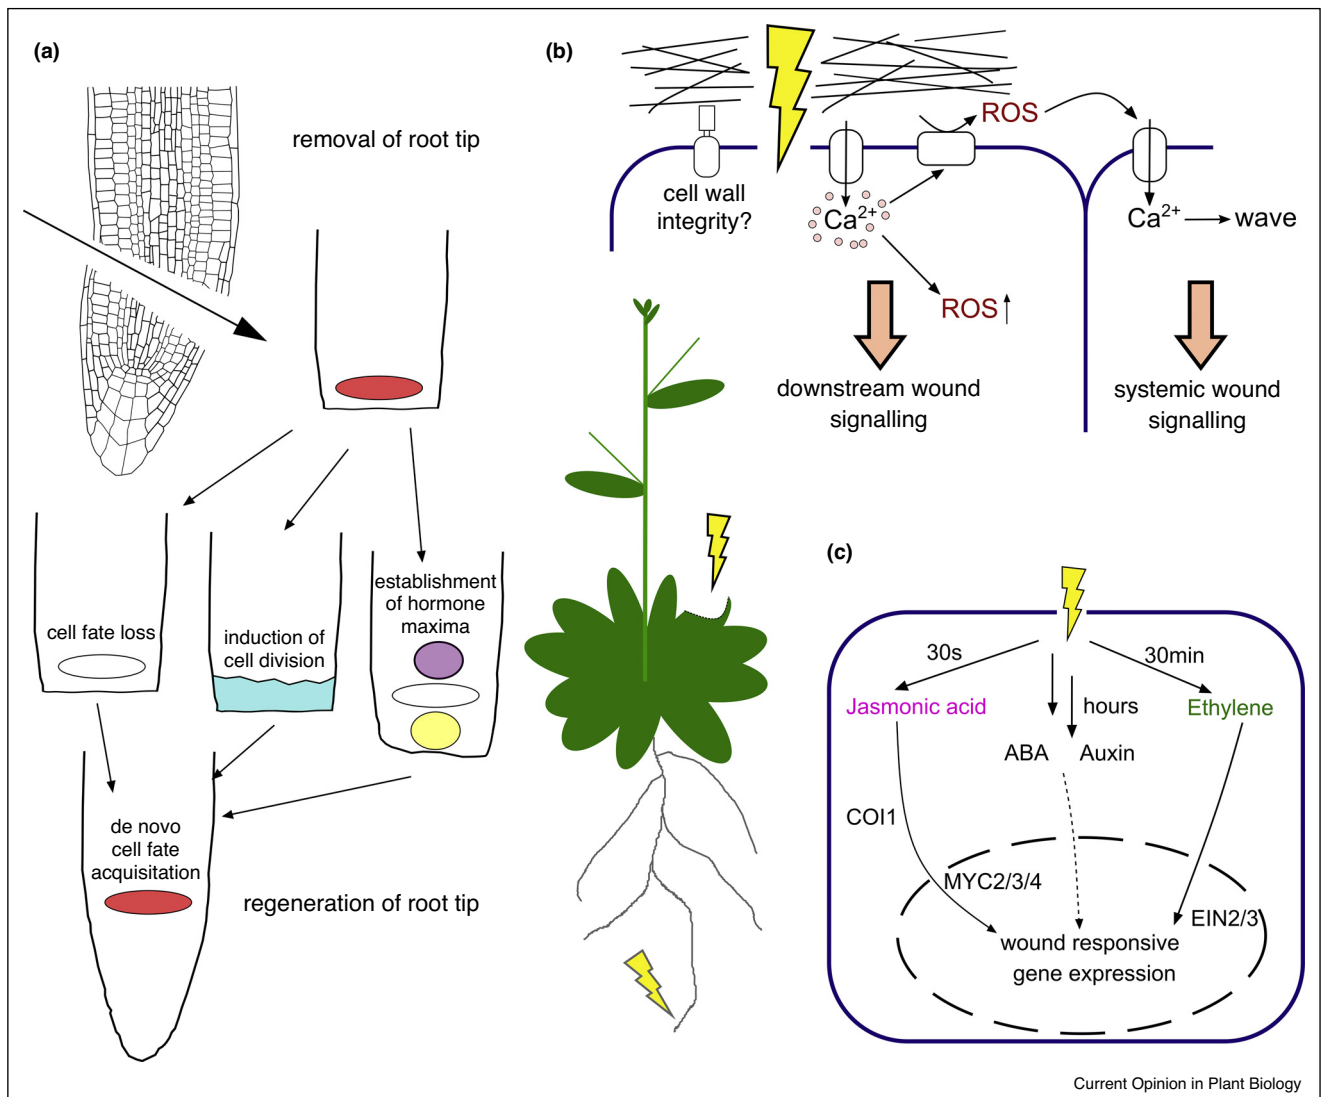 (a)
removal of root tip
cell fate loss
induction of
cell division
establishment
of hormone
maxima
de novo
cell fate
acquisitation
regeneration of root tip
(b)
ROS
cell wall
integrity?
Ca2+
ROS
Ca2+
wave
downstream wound
signalling
systemic wound
signalling
(c)
30s
30min
Jasmonic acid
hours
Ethylene
ABA
Auxin
COI1
MYC2/3/4
EIN2/3
wound responsive
gene expression
Current Opinion in Plant Biology